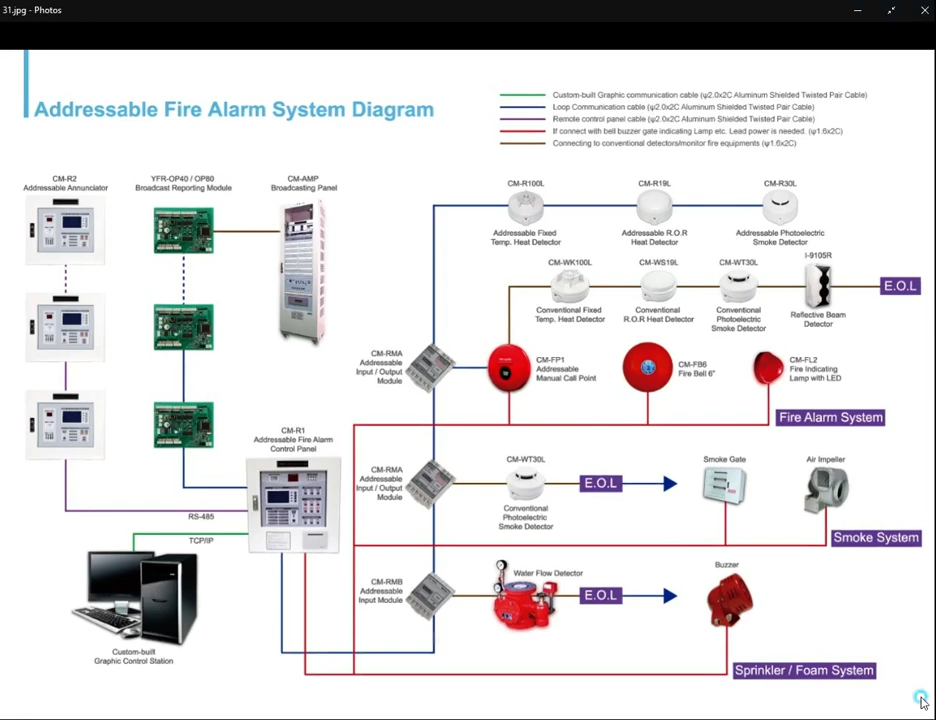 31.jpg - Photos
Addressable Fire Alarm System Diagram
Custom-built Graphic communication cable (ψ2.0x2C Aluminum Shielded Twisted Pair Cable)
Loop Communication cable (ψ2.0x2C Aluminum Shielded Twisted Pair Cable)
Remote control panel cable (ψ2.0x2C Aluminum Shielded Twisted Pair Cable)
If connect with bell buzzer gate indicating Lamp etc. Lead power is needed. (ψ1.6x2C)
Connecting to conventional detectors/monitor fire equipments (ψ1.6x2C)
CM-R2
Addressable Annunciator
YFR-OP40 / OP80
Broadcast Reporting Module
CM-AMP
Broadcasting Panel
CM-R100L
Addressable Fixed
Temp. Heat Detector
CM-R19L
Addressable R.O.R
Heat Detector
CM-R30L
Addressable Photoelectric
Smoke Detector
CM-WK100L
Conventional Fixed
Temp. Heat Detector
CM-WS19L
Conventional
R.O.R Heat Detector
CM-WT30L
Conventional
Photoelectric
Smoke Detector
I-9105R
Reflective Beam
Detector
E.O.L
CM-RMA
Addressable
Input / Output
Module
CM-FP1
Addressable
Manual Call Point
CM-FB6
Fire Bell 6"
CM-FL2
Fire Indicating
Lamp with LED
Fire Alarm System
CM-R1
Addressable Fire Alarm
Control Panel
CM-RMA
Addressable
Input / Output
Module
CM-WT30L
Conventional
Photoelectric
Smoke Detector
E.O.L
Smoke Gate
Air Impeller
Smoke System
RS-485
TCP/IP
CM-RMB
Addressable
Input Module
Water Flow Detector
E.O.L
Buzzer
Custom-built
Graphic Control Station
Sprinkler / Foam System